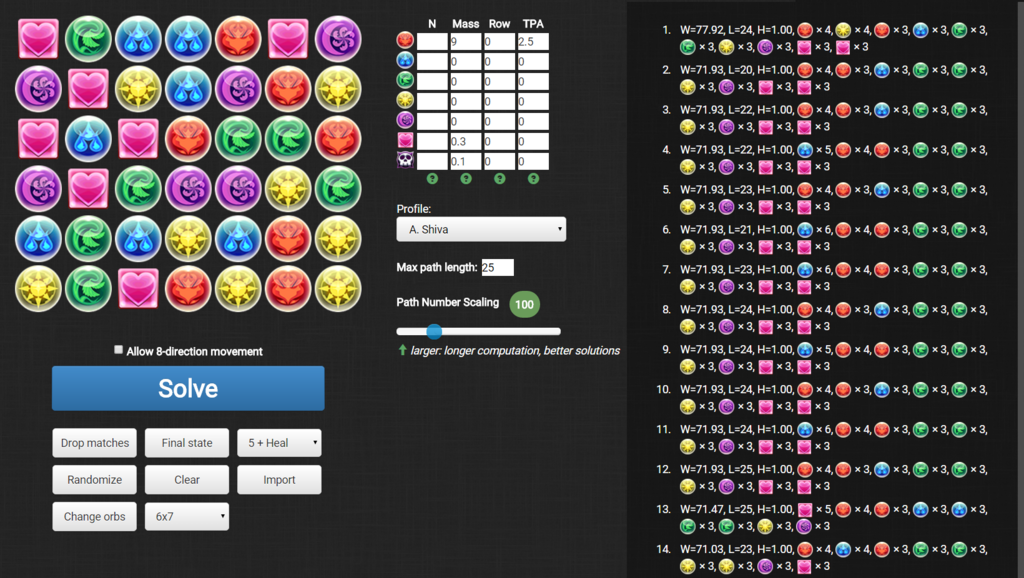 N Mass Row TPA
9 0 2.5
0 0 0
0 0 0
0 0 0
0 0 0
0.3 0 0
0.1 0 0
? ? ? ?
Profile:
A. Shiva
Max path length: 25
Path Number Scaling 100
larger: longer computation, better solutions
Allow 8-direction movement
Solve
Drop matches Final state 5 + Heal
Randomize Clear Import
Change orbs 6x7
1. W=77.92, L=24, H=1.00, × 4, × 4, × 3, × 3, × 3,
× 3, × 3, × 3, × 3, × 3
2. W=71.93, L=20, H=1.00, × 4, × 3, × 3, × 3, × 3,
× 3, × 3, × 3, × 3
3. W=71.93, L=22, H=1.00, × 4, × 3, × 3, × 3, × 3,
× 3, × 3, × 3, × 3
4. W=71.93, L=22, H=1.00, × 5, × 4, × 3, × 3, × 3,
× 3, × 3, × 3, × 3
5. W=71.93, L=23, H=1.00, × 4, × 3, × 3, × 3, × 3,
× 3, × 3, × 3, × 3
6. W=71.93, L=21, H=1.00, × 6, × 4, × 3, × 3, × 3,
× 3, × 3, × 3, × 3
7. W=71.93, L=23, H=1.00, × 6, × 4, × 3, × 3, × 3,
× 3, × 3, × 3, × 3
8. W=71.93, L=24, H=1.00, × 4, × 3, × 3, × 3, × 3,
× 3, × 3, × 3, × 3
9. W=71.93, L=24, H=1.00, × 5, × 4, × 3, × 3, × 3,
× 3, × 3, × 3, × 3
10. W=71.93, L=24, H=1.00, × 4, × 3, × 3, × 3, × 3,
× 3, × 3, × 3, × 3
11. W=71.93, L=24, H=1.00, × 6, × 4, × 3, × 3, × 3,
× 3, × 3, × 3, × 3
12. W=71.93, L=25, H=1.00, × 4, × 3, × 3, × 3, × 3,
× 3, × 3, × 3, × 3
13. W=71.47, L=25, H=1.00, × 5, × 4, × 3, × 3, × 3,
× 3, × 3, × 3, × 3
14. W=71.03, L=23, H=1.00, × 4, × 4, × 3, × 3, × 3,
× 3, × 3, × 3, × 3